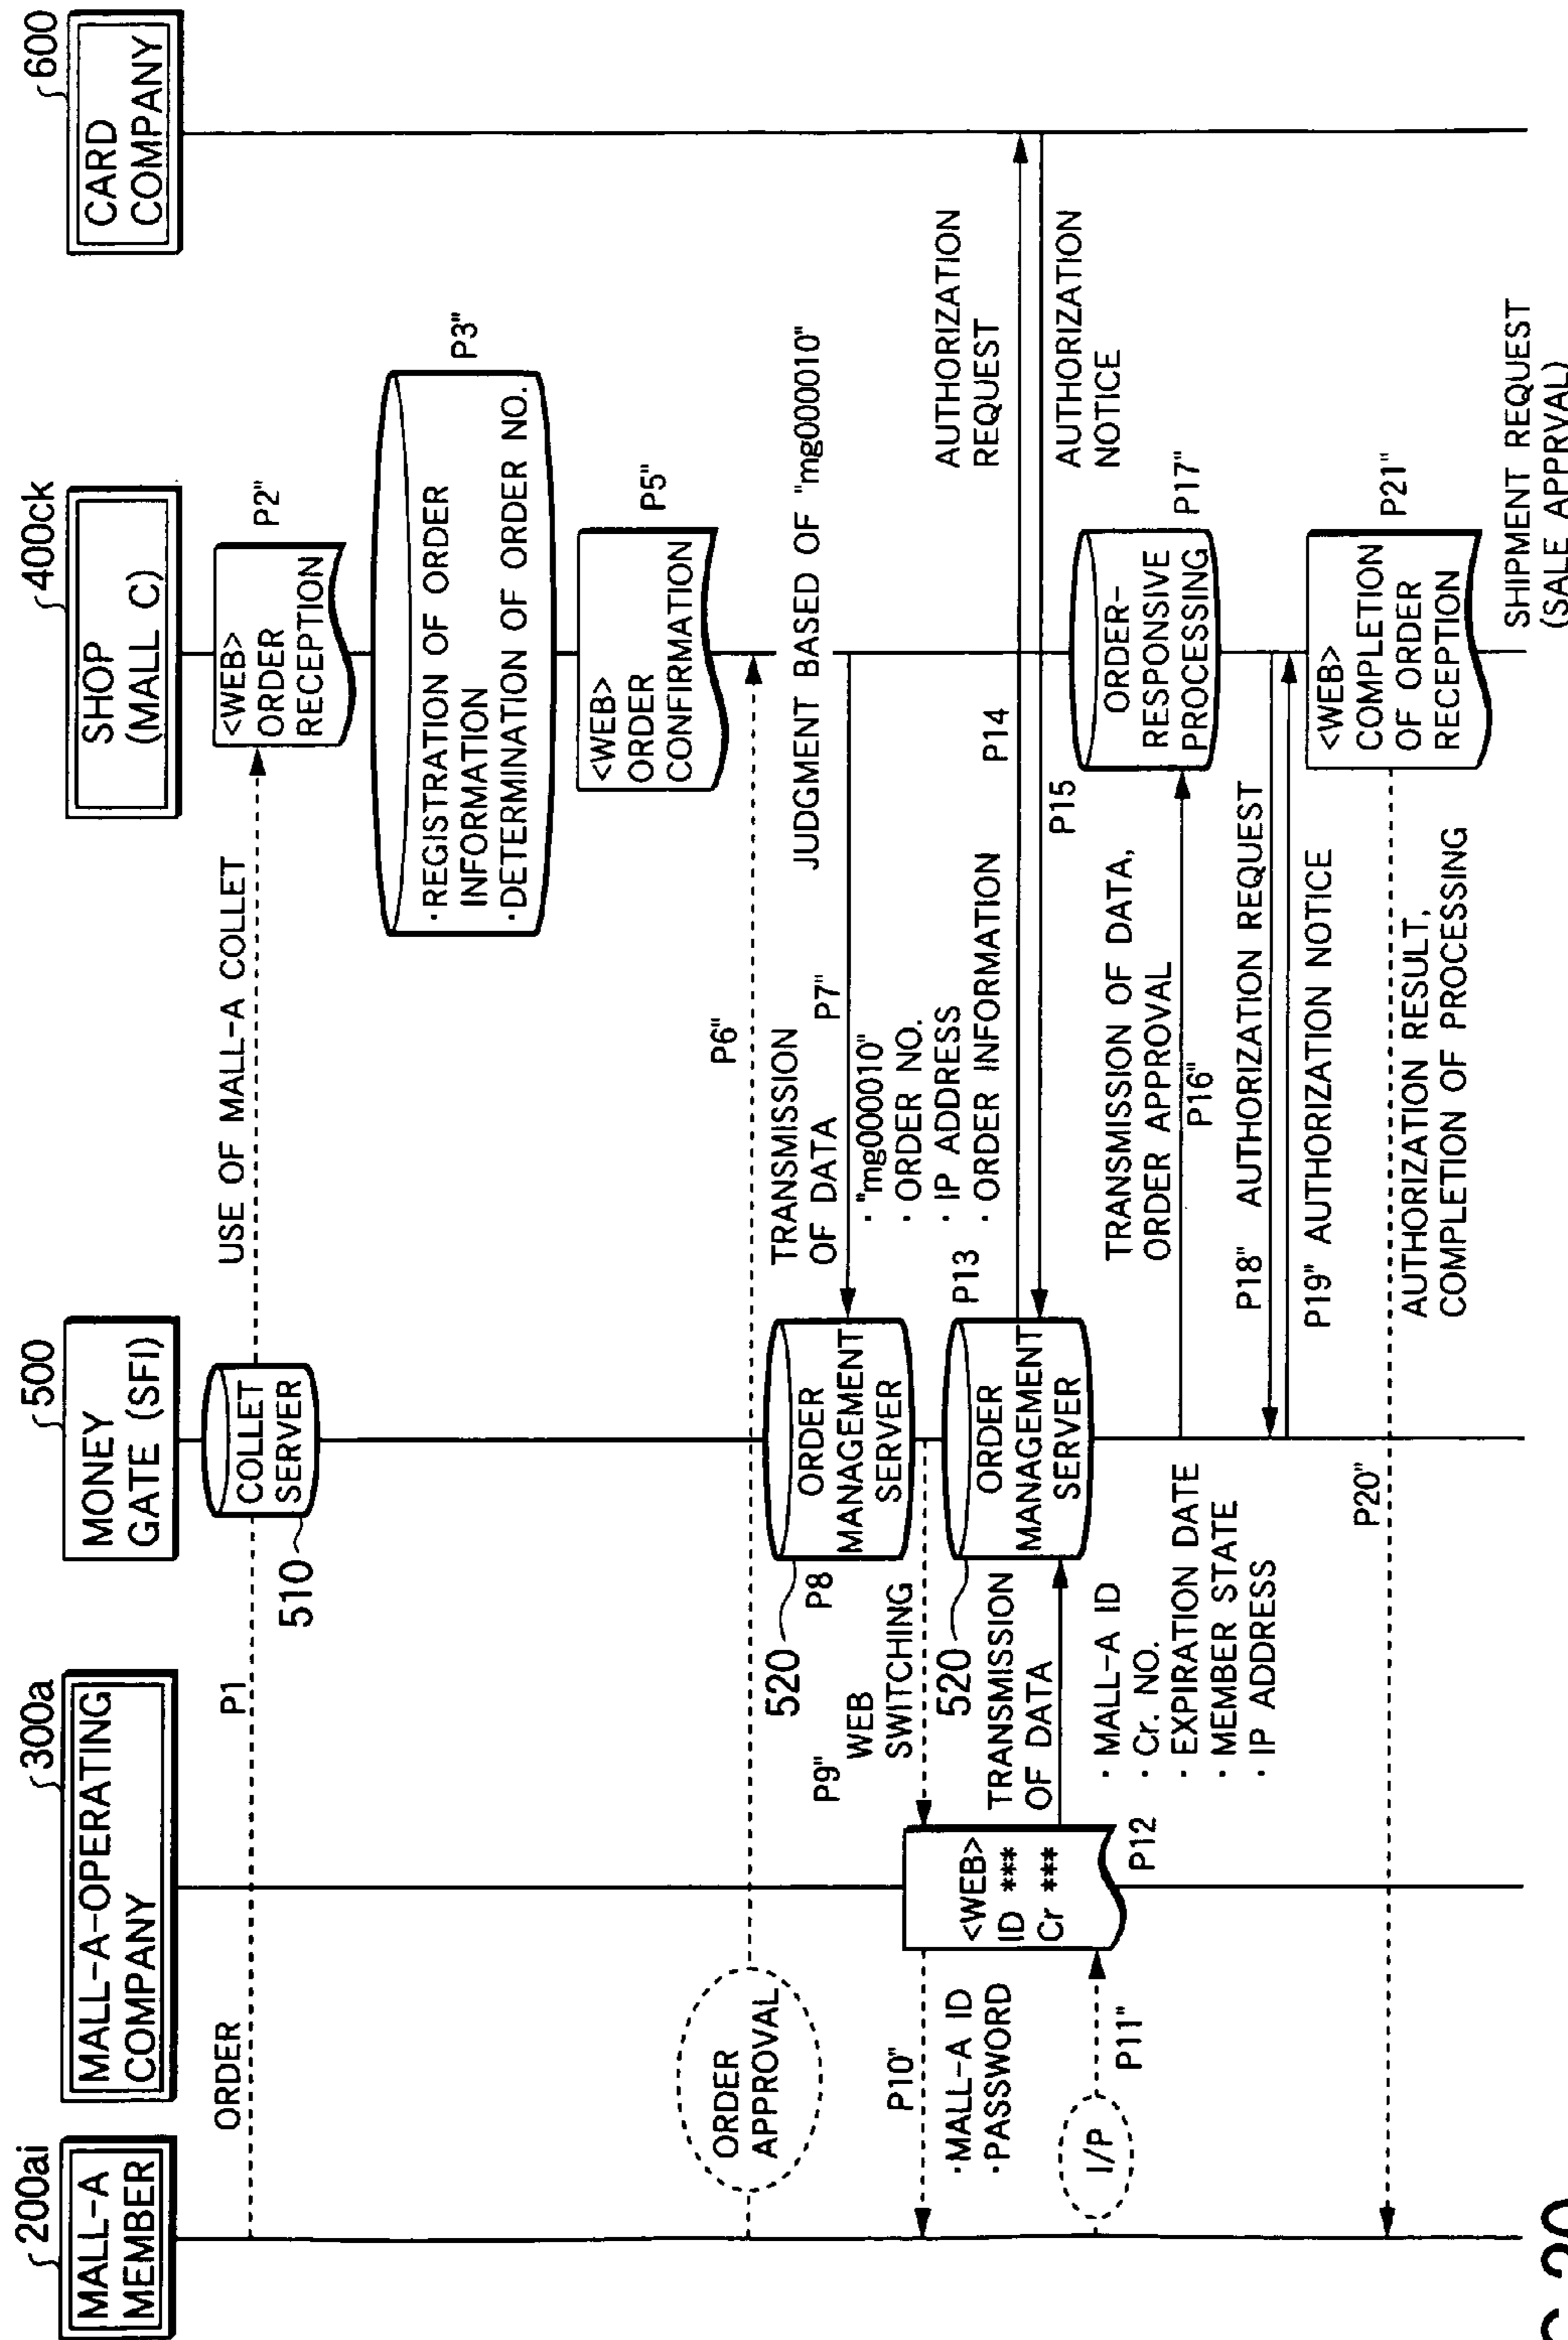 200ai
MALL-A
MEMBER
300a
MALL-A-OPERATING
COMPANY
500
MONEY
GATE (SFI)
400ck
SHOP
(MALL C)
600
CARD
COMPANY
ORDER
P1
COLLET
SERVER
510
USE OF MALL-A COLLET
<WEB>
ORDER
RECEPTION
P2"
·REGISTRATION OF ORDER
INFORMATION
·DETERMINATION OF ORDER NO.
P3"
<WEB>
ORDER
CONFIRMATION
P5"
ORDER
APPROVAL
P6"
JUDGMENT BASED OF "mg000010"
TRANSMISSION
OF DATA
P7"
· "mg000010"
· ORDER NO.
· IP ADDRESS
· ORDER INFORMATION
520
P8
ORDER
MANAGEMENT
SERVER
P9"
WEB
SWITCHING
P10"
·MALL-A ID
·PASSWORD
<WEB>
ID ***
Cr ***
P12
I/P
P11"
520
TRANSMISSION
OF DATA
· MALL-A ID
· Cr. NO.
· EXPIRATION DATE
· MEMBER STATE
· IP ADDRESS
ORDER
MANAGEMENT
SERVER
P13
P14
AUTHORIZATION
REQUEST
P15
AUTHORIZATION
NOTICE
TRANSMISSION OF DATA,
ORDER APPROVAL
P16"
ORDER-
RESPONSIVE
PROCESSING
P17"
P18" AUTHORIZATION REQUEST
P19" AUTHORIZATION NOTICE
<WEB>
COMPLETION
OF ORDER
RECEPTION
P21"
P20"
AUTHORIZATION RESULT,
COMPLETION OF PROCESSING
SHIPMENT REQUEST
(SALE APPRVAL)